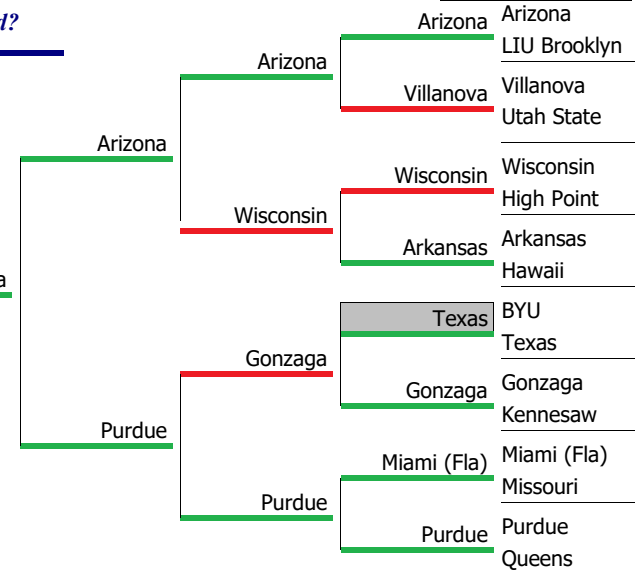 d?
Arizona
LIU Brooklyn
Villanova
Utah State
Wisconsin
High Point
Arkansas
Hawaii
BYU
Texas
Gonzaga
Kennesaw
Miami (Fla)
Missouri
Purdue
Queens
Arizona
Villanova
Wisconsin
Arkansas
Texas
Gonzaga
Miami (Fla)
Purdue
Arizona
Wisconsin
Gonzaga
Purdue
Arizona
Purdue
a